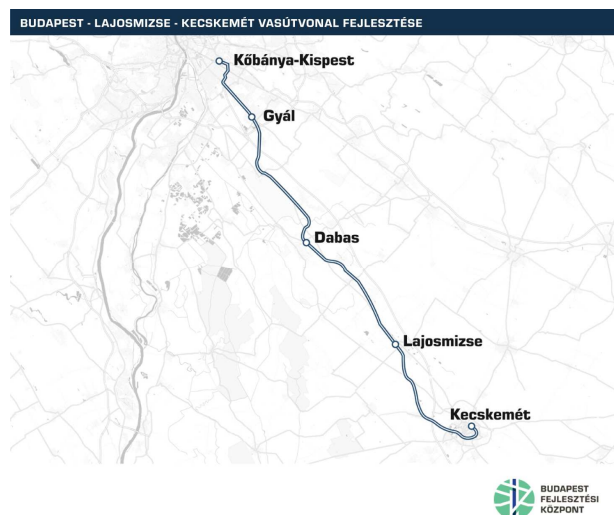 BUDAPEST - LAJOSMIZSE - KECSKEMÉT VASÚTVONAL FEJLESZTÉSE
Kőbánya-Kispest
Gyál
Dabas
Lajosmizse
Kecskemét
BUDAPEST
FEJLESZTÉSI
KÖZPONT